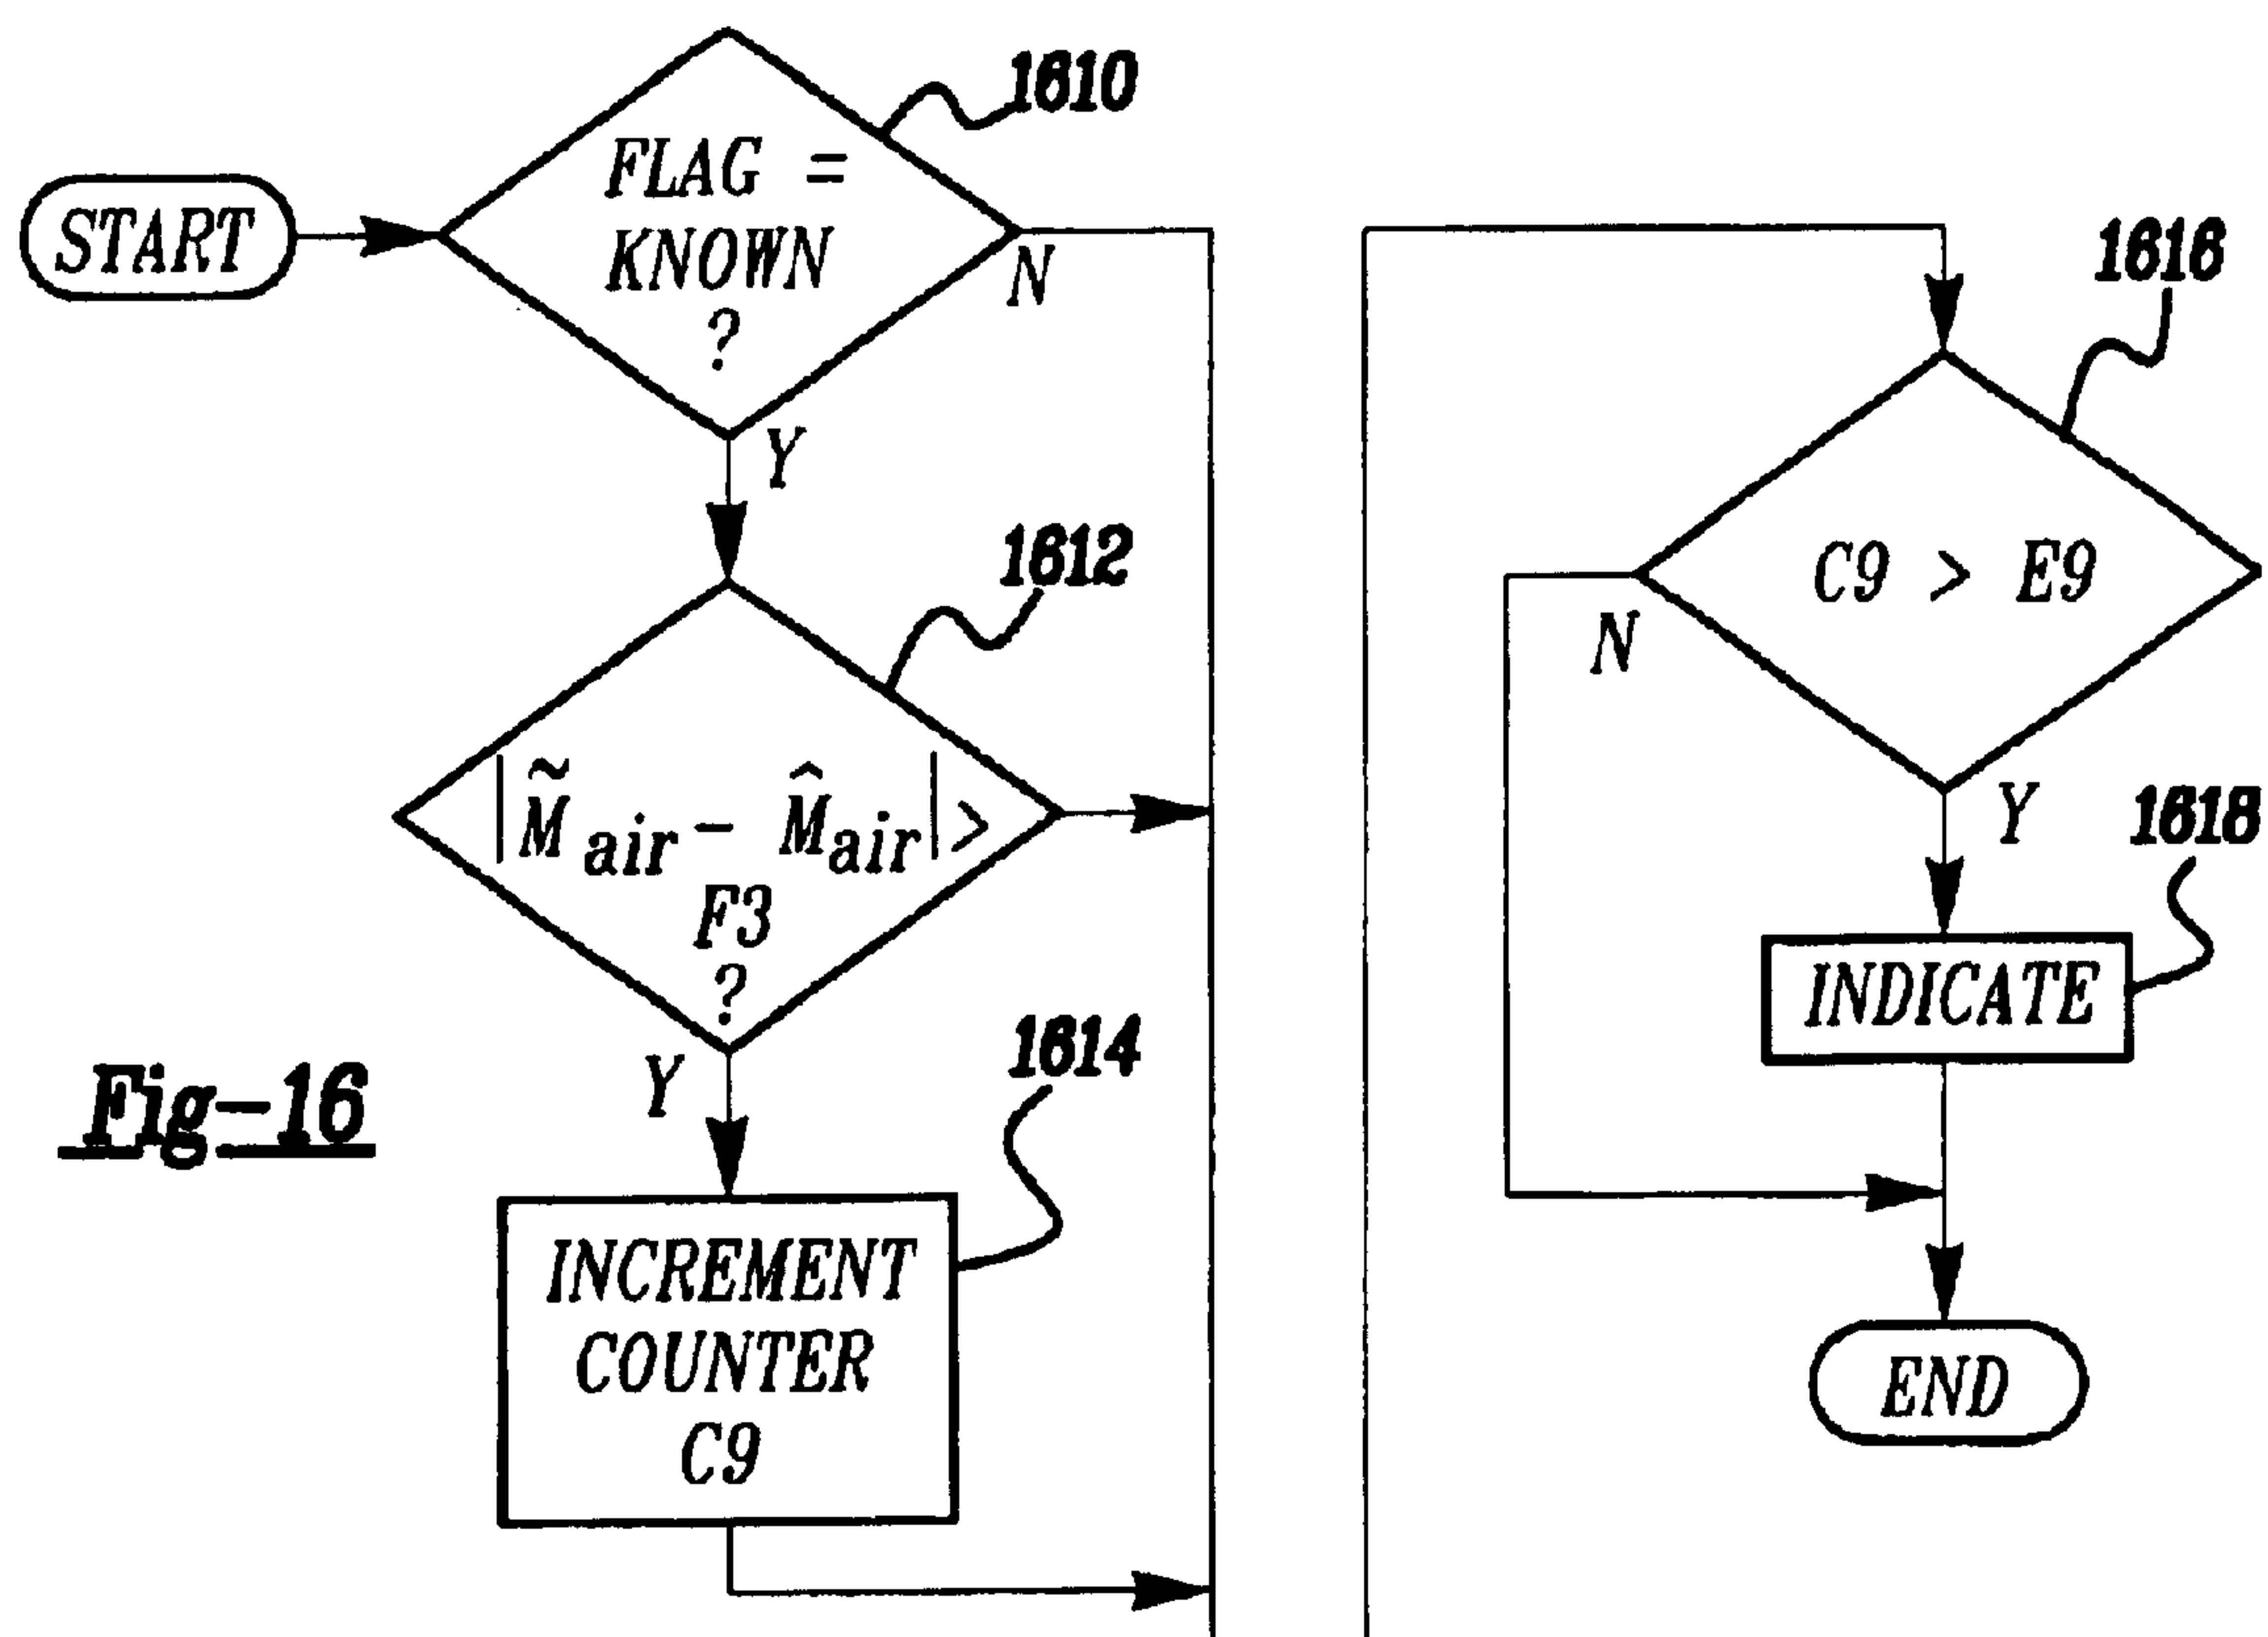 START
FLAG =
KNOWN
?
N
1610
Y
1612
|M̃ air − M̂ air| >
F3
?
Y
1614
INCREMENT
COUNTER
C9
Fig-16
1616
C9 > E9
N
Y
1618
INDICATE
END